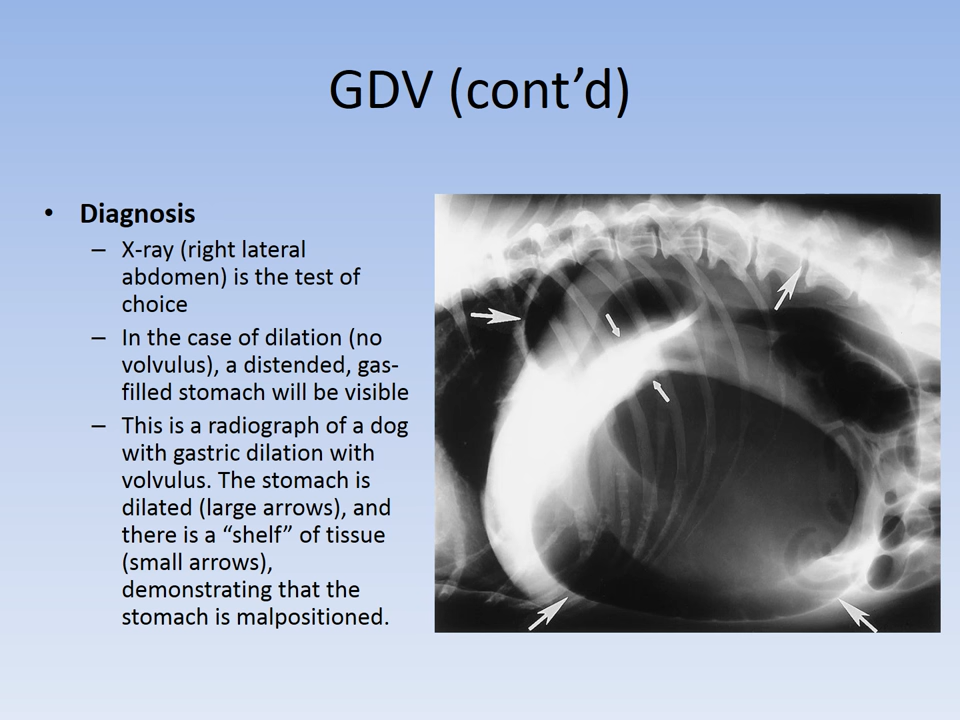 GDV (cont’d)
• Diagnosis
– X-ray (right lateral
abdomen) is the test of
choice
– In the case of dilation (no
volvulus), a distended, gas-
filled stomach will be visible
– This is a radiograph of a dog
with gastric dilation with
volvulus. The stomach is
dilated (large arrows), and
there is a “shelf” of tissue
(small arrows),
demonstrating that the
stomach is malpositioned.